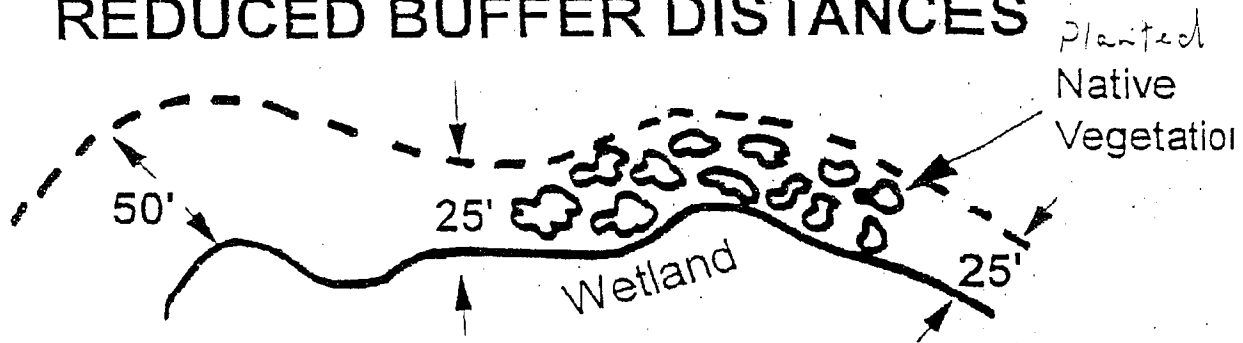 REDUCED BUFFER DISTANCES
Planted
Native
Vegetation
50'
25'
Wetland
25'